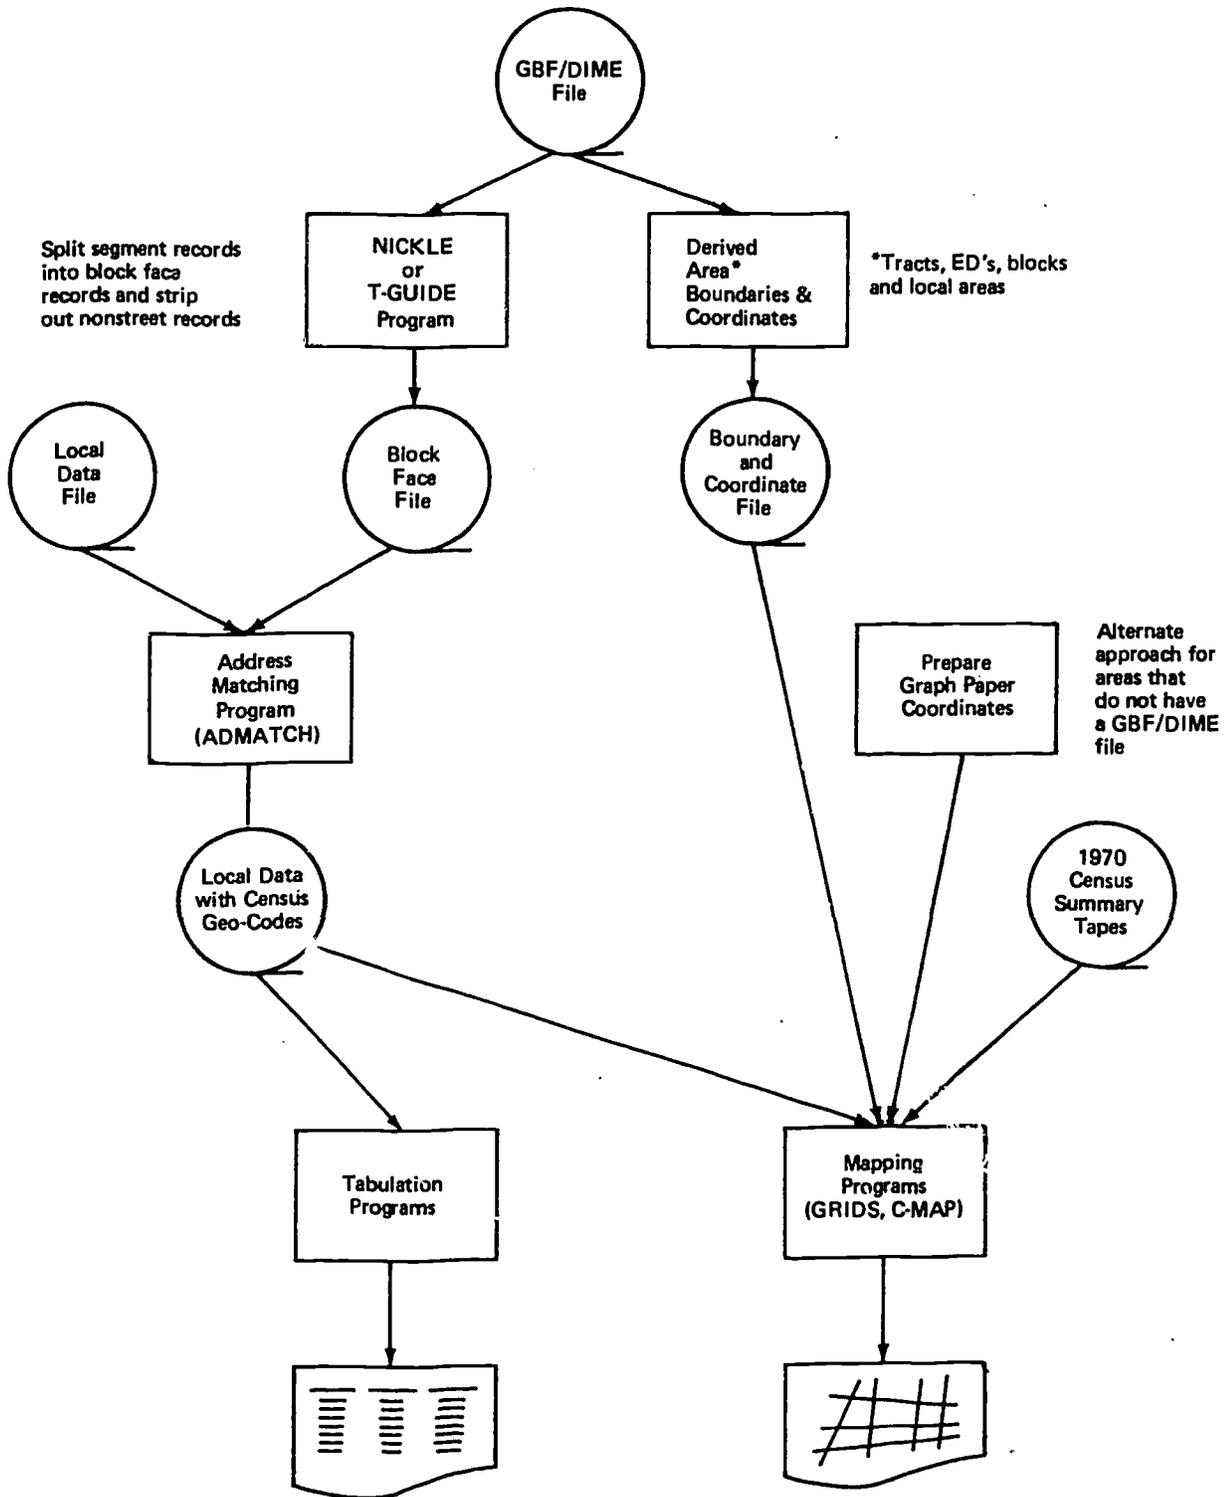 GBF/DIME
File
Split segment records
into block faca
records and strip
out nonstreet records
NICKLE
or
T-GUIDE
Program
Derived
Area*
Boundaries &
Coordinates
*Tracts, ED's, blocks
and local areas
Local
Data
File
Block
Face
File
Boundary
and
Coordinate
File
Address
Matching
Program
(ADMATCH)
Prepare
Graph Paper
Coordinates
Alternate
approach for
areas that
do not have
a GBF/DIME
file
Local Data
with Census
Geo-Codes
1970
Census
Summary
Tapes
Tabulation
Programs
Mapping
Programs
(GRIDS, C-MAP)